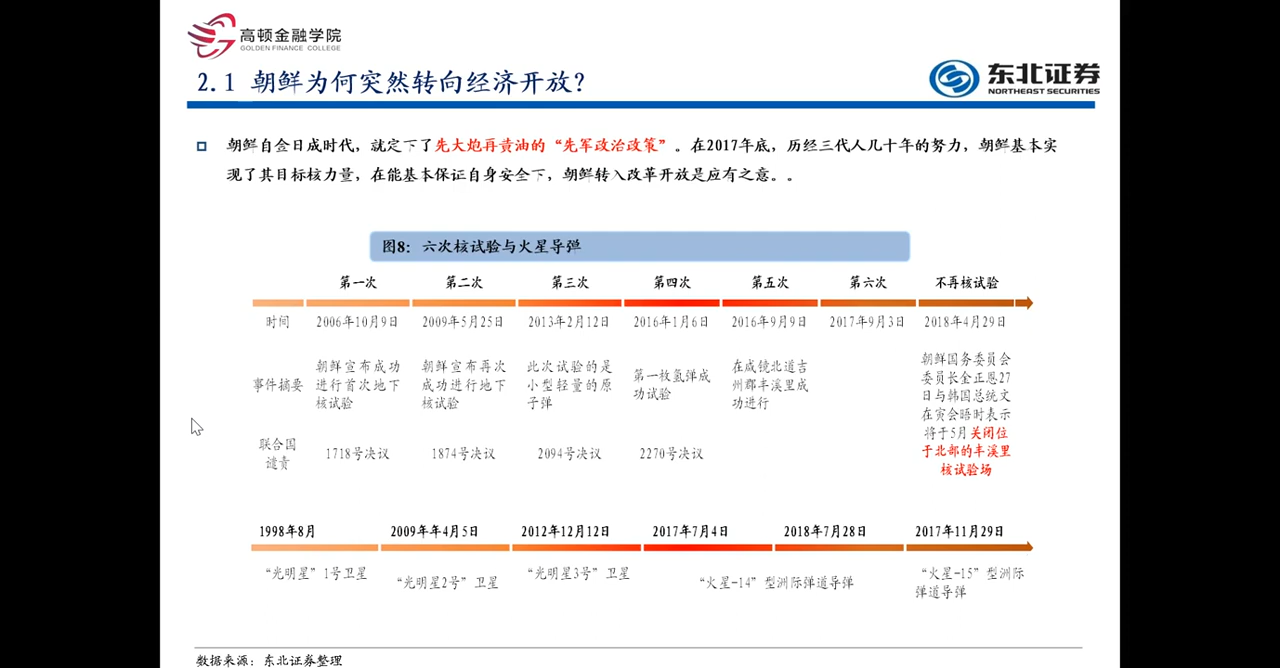 高顿金融学院
GOLDEN FINANCE COLLEGE
2.1 朝鲜为何突然转向经济开放?
东北证券
NORTHEAST SECURITIES
朝鲜自金日成时代，就定下了先大炮再黄油的“先军政治政策”。在2017年底，历经三代人几十年的努力，朝鲜基本实
现了其目标核力量，在能基本保证自身安全下，朝鲜转入改革开放是应有之意。。
图8：六次核试验与火星导弹
第一次 第二次 第三次 第四次 第五次 第六次 不再核试验
时间 2006年10月9日 2009年5月25日 2013年2月12日 2016年1月6日 2016年9月9日 2017年9月3日 2018年4月29日
事件摘要
朝鲜宣布成功
进行首次地下
核试验
朝鲜宣布再次
成功进行地下
核试验
此次试验的是
小型轻量的原
子弹
第一枚氢弹成
功试验
在咸镜北道吉
州郡丰溪里成
功进行
朝鲜国务委员会
委员长金正恩27
日与韩国总统文
在寅会晤时表示
将于5月关闭位
于北部的丰溪里
核试验场
联合国
谴责
1718号决议 1874号决议 2094号决议 2270号决议
1998年8月 2009年年4月5日 2012年12月12日 2017年7月4日 2018年7月28日 2017年11月29日
“光明星”1号卫星
“光明星2号”卫星
“光明星3号”卫星
“火星-14”型洲际弹道导弹
“火星-15”型洲际
弹道导弹
数据来源：东北证券整理